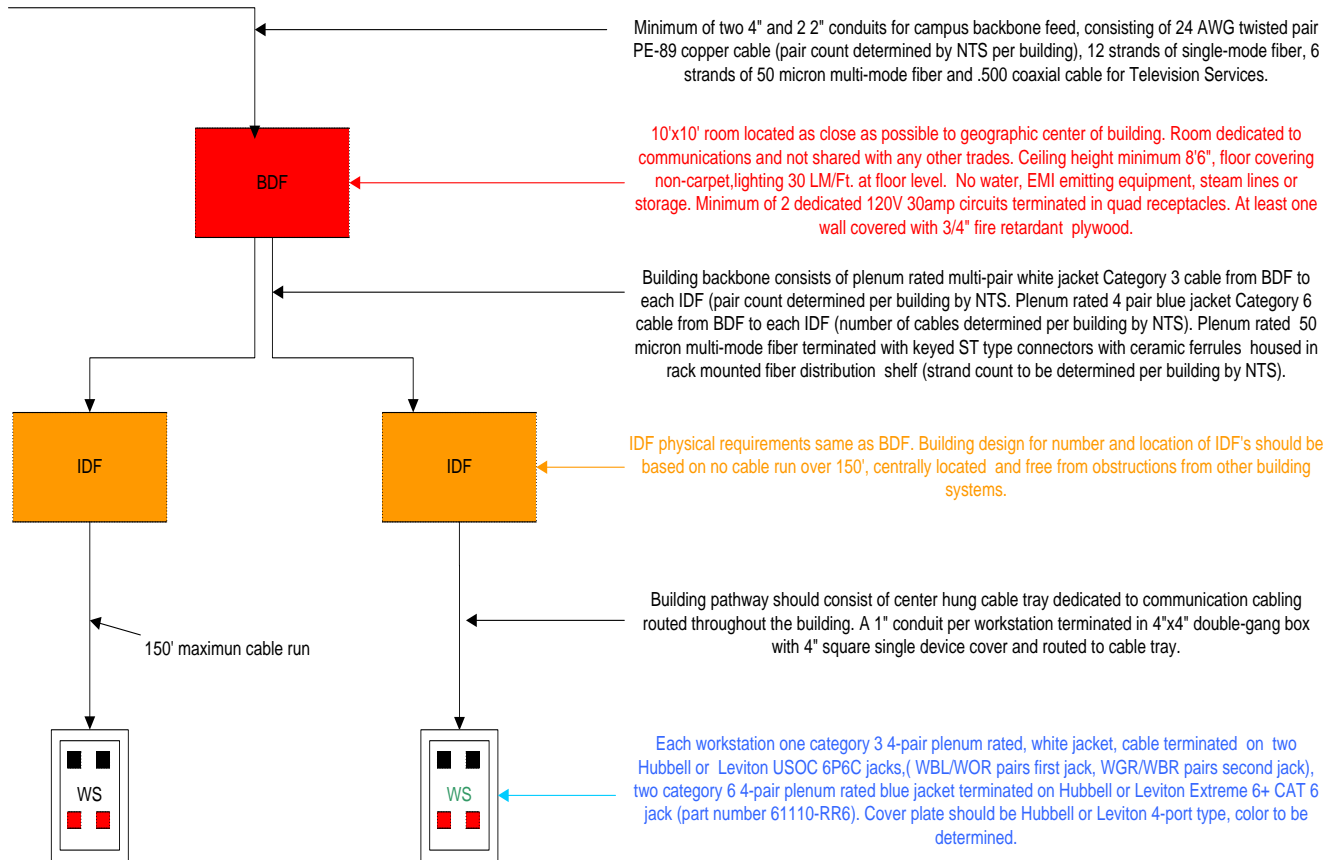 Minimum of two 4" and 2 2" conduits for campus backbone feed, consisting of 24 AWG twisted pair
PE-89 copper cable (pair count determined by NTS per building), 12 strands of single-mode fiber, 6
strands of 50 micron multi-mode fiber and .500 coaxial cable for Television Services.
BDF
10'x10' room located as close as possible to geographic center of building. Room dedicated to
communications and not shared with any other trades. Ceiling height minimum 8'6", floor covering
non-carpet,lighting 30 LM/Ft. at floor level. No water, EMI emitting equipment, steam lines or
storage. Minimum of 2 dedicated 120V 30amp circuits terminated in quad receptacles. At least one
wall covered with 3/4" fire retardant plywood.
Building backbone consists of plenum rated multi-pair white jacket Category 3 cable from BDF to
each IDF (pair count determined per building by NTS. Plenum rated 4 pair blue jacket Category 6
cable from BDF to each IDF (number of cables determined per building by NTS). Plenum rated 50
micron multi-mode fiber terminated with keyed ST type connectors with ceramic ferrules housed in
rack mounted fiber distribution shelf (strand count to be determined per building by NTS).
IDF
IDF
IDF physical requirements same as BDF. Building design for number and location of IDF's should be
based on no cable run over 150', centrally located and free from obstructions from other building
systems.
150' maximun cable run
Building pathway should consist of center hung cable tray dedicated to communication cabling
routed throughout the building. A 1" conduit per workstation terminated in 4"x4" double-gang box
with 4" square single device cover and routed to cable tray.
WS
WS
Each workstation one category 3 4-pair plenum rated, white jacket, cable terminated on two
Hubbell or Leviton USOC 6P6C jacks,( WBL/WOR pairs first jack, WGR/WBR pairs second jack),
two category 6 4-pair plenum rated blue jacket terminated on Hubbell or Leviton Extreme 6+ CAT 6
jack (part number 61110-RR6). Cover plate should be Hubbell or Leviton 4-port type, color to be
determined.